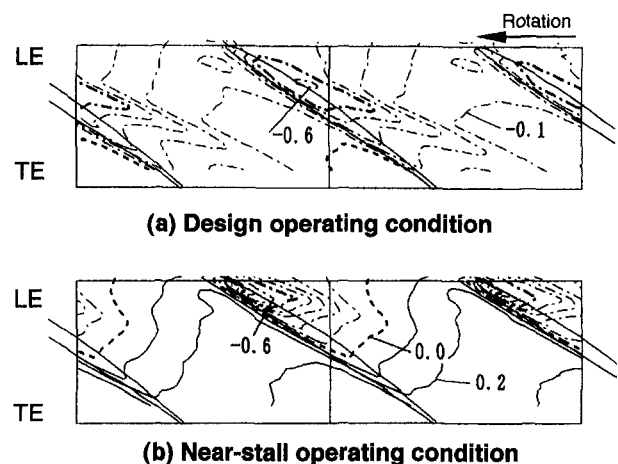 Rotation
LE
-0.6
-0.1
TE
(a) Design operating condition
LE
-0.6
0.0
0.2
TE
(b) Near-stall operating condition